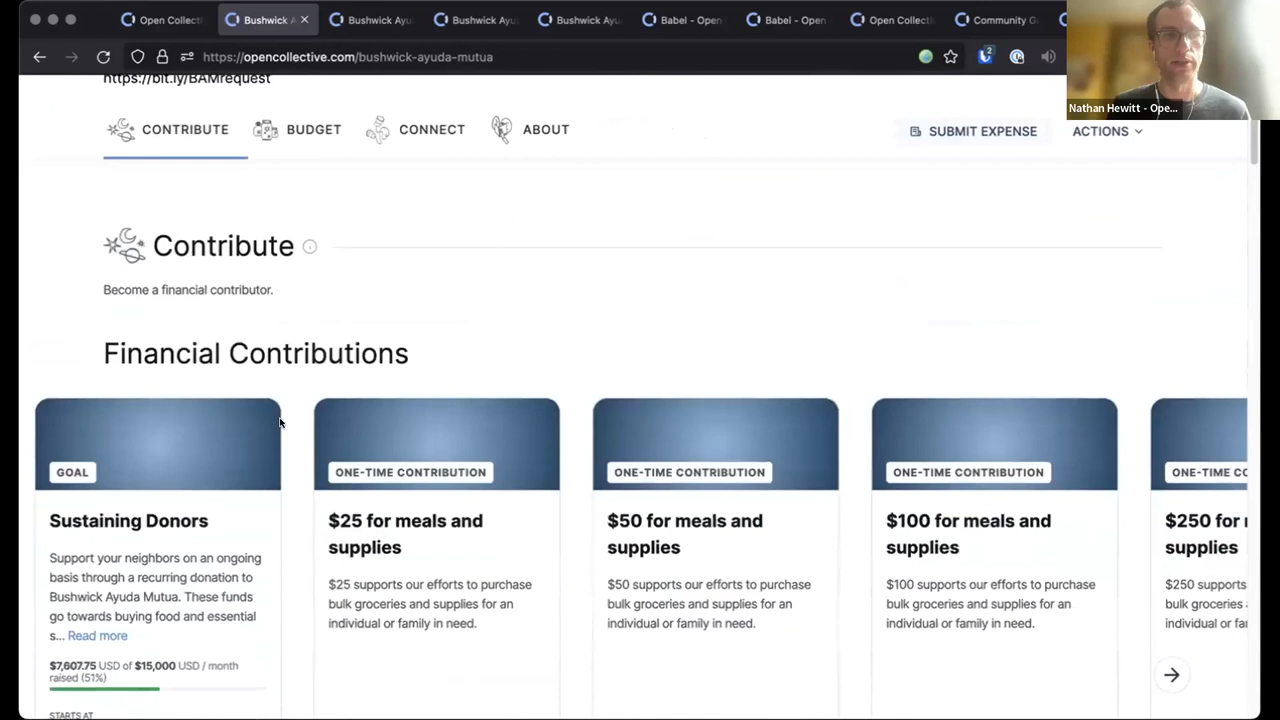 Open Collecti
Bushwick A
Bushwick Ayu
Bushwick Ayu
Bushwick Ayu
Babel - Open
Babel - Open
Open Collecti
Community G
https://opencollective.com/bushwick-ayuda-mutua
2
Nathan Hewitt - Ope...
https://bit.ly/BAMrequest
CONTRIBUTE
BUDGET
CONNECT
ABOUT
SUBMIT EXPENSE
ACTIONS
Contribute
Become a financial contributor.
Financial Contributions
GOAL
Sustaining Donors
Support your neighbors on an ongoing
basis through a recurring donation to
Bushwick Ayuda Mutua. These funds
go towards buying food and essential
s... Read more
$7,607.75 USD of $15,000 USD / month
raised (51%)
STARTS AT
ONE-TIME CONTRIBUTION
$25 for meals and
supplies
$25 supports our efforts to purchase
bulk groceries and supplies for an
individual or family in need.
ONE-TIME CONTRIBUTION
$50 for meals and
supplies
$50 supports our efforts to purchase
bulk groceries and supplies for an
individual or family in need.
ONE-TIME CONTRIBUTION
$100 for meals and
supplies
$100 supports our efforts to purchase
bulk groceries and supplies for an
individual or family in need.
ONE-TIME CO
$250 for
supplies
$250 supports
bulk groceries
individual or fa